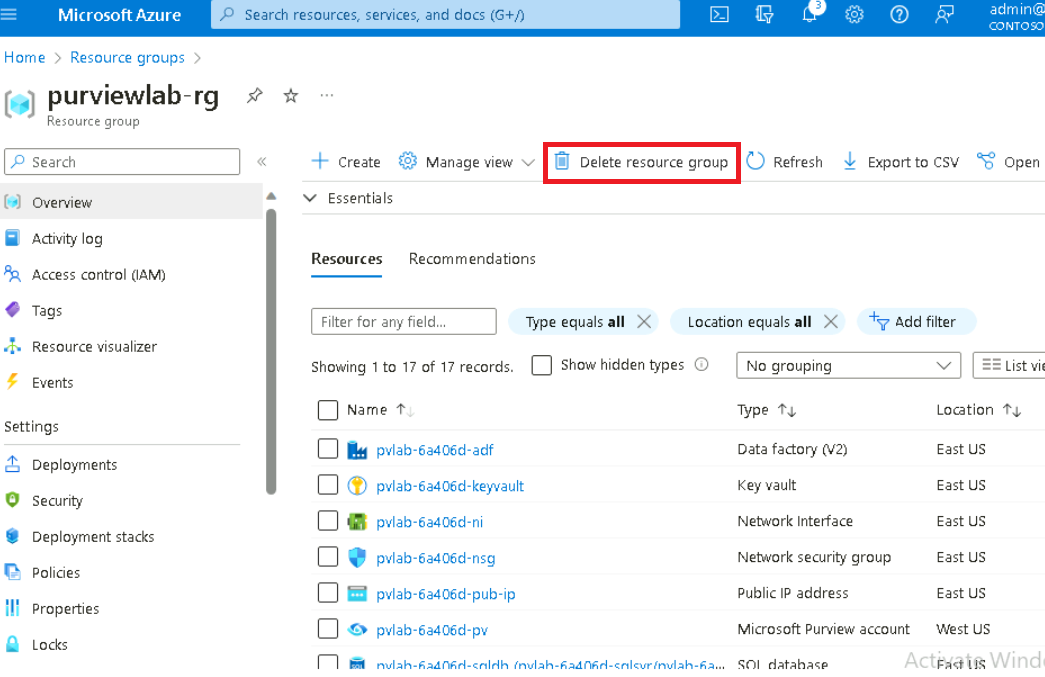 Microsoft Azure
Search resources, services, and docs (G+/)
3
admin@
CONTOSO
Home > Resource groups >
purviewlab-rg
...
Resource group
Search
«
Create
Manage view
Delete resource group
Refresh
Export to CSV
Open
Overview
Essentials
Activity log
Access control (IAM)
Tags
Resource visualizer
Events
Settings
Deployments
Security
Deployment stacks
Policies
Properties
Locks
Resources
Recommendations
Filter for any field...
Type equals all
Location equals all
Add filter
Showing 1 to 17 of 17 records.
Show hidden types
No grouping
List vie
Name ↑↓
Type ↑↓
Location ↑↓
pvlab-6a406d-adf
Data factory (V2)
East US
pvlab-6a406d-keyvault
Key vault
East US
pvlab-6a406d-ni
Network Interface
East US
pvlab-6a406d-nsg
Network security group
East US
pvlab-6a406d-pub-ip
Public IP address
East US
pvlab-6a406d-pv
Microsoft Purview account
West US
pvlab-6a406d-sqldb (pvlab-6a406d-sqlsvr/pvlab-6a...
SQL database
East US
Activate Wind